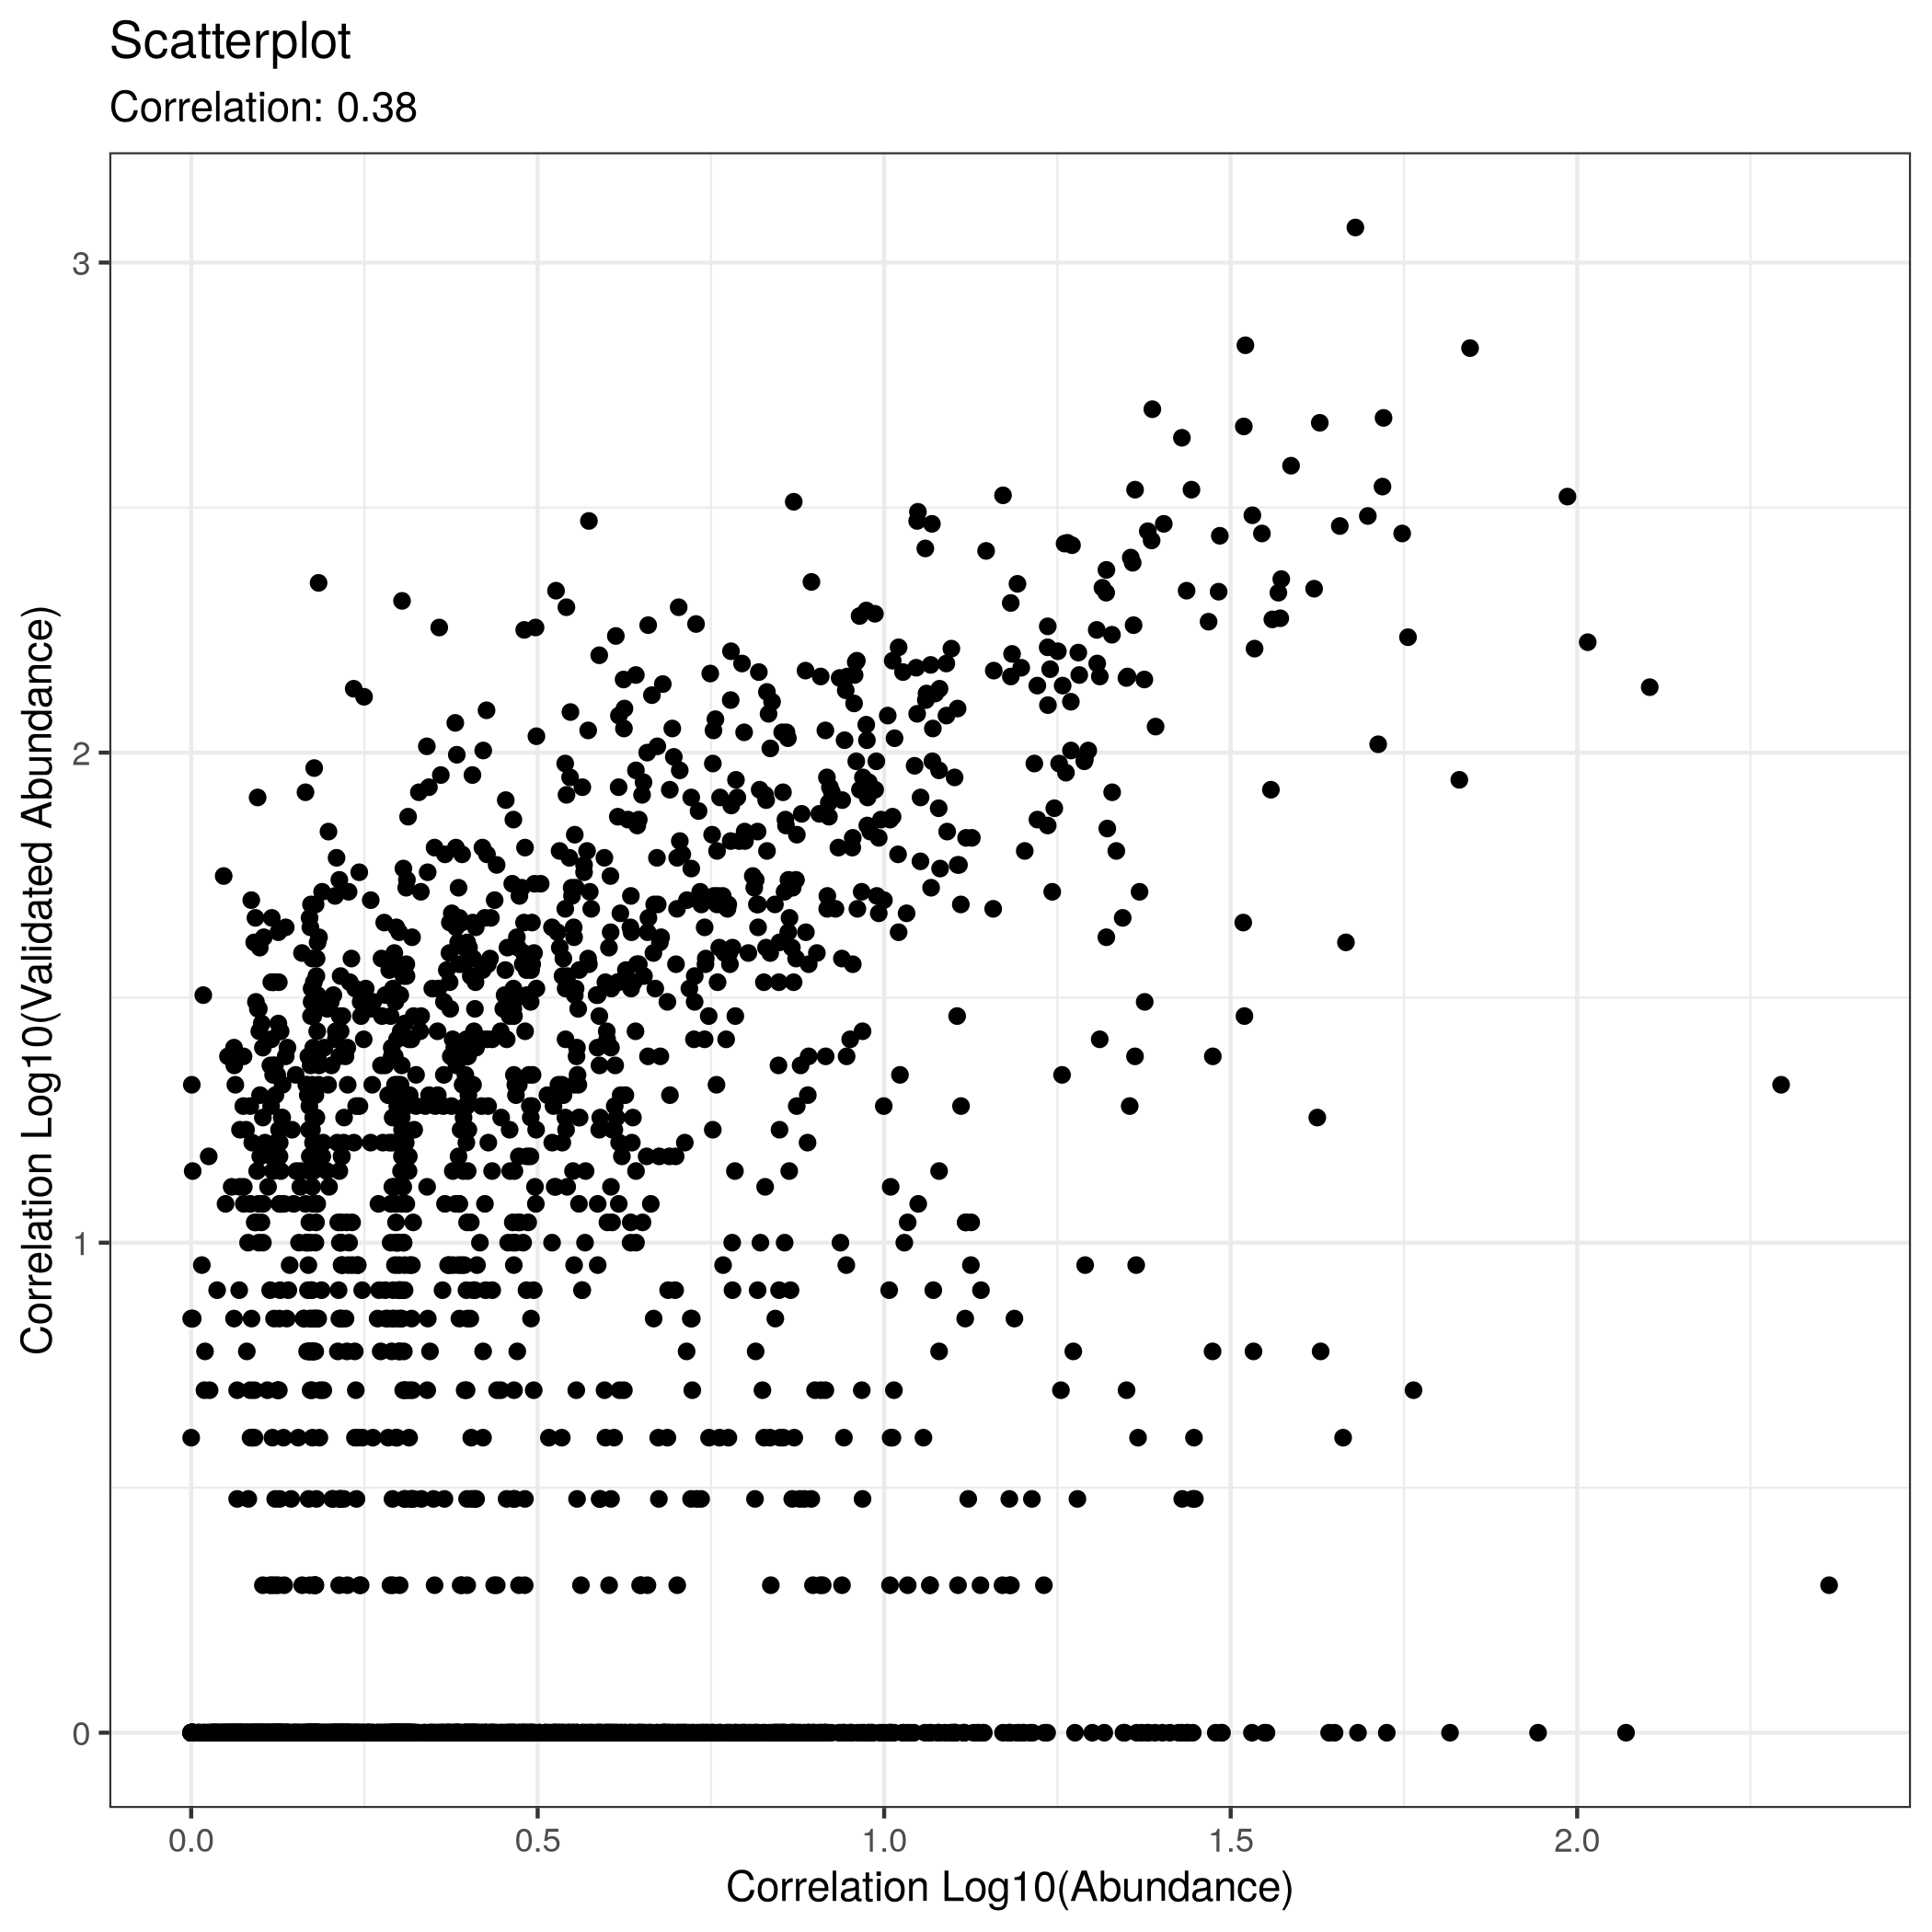 Scatterplot
Correlation: 0.38
Correlation Log10(Validated Abundance)
3
2
1
0
0.0
0.5
1.0
1.5
2.0
Correlation Log10(Abundance)